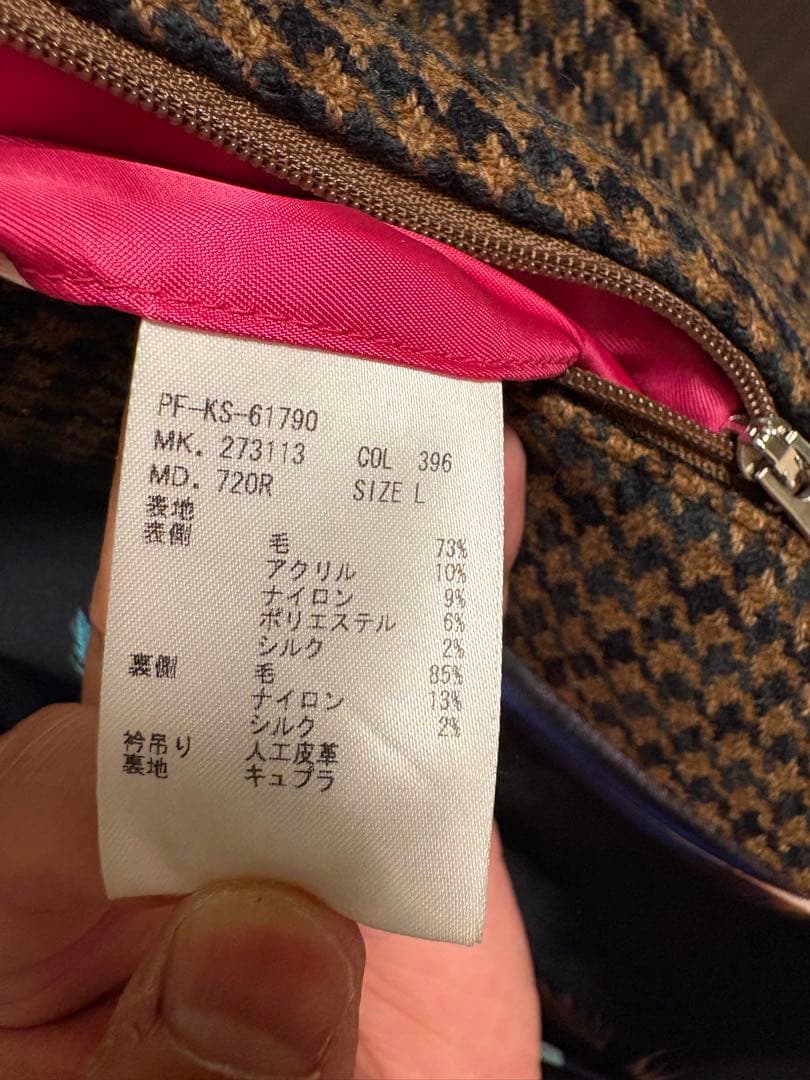 PF-KS-61790
MK. 273113 COL 396
MD. 720R SIZE L
表地
表側 毛 73%
アクリル 10%
ナイロン 9%
ポリエステル 6%
シルク 2%
裏側 毛 85%
ナイロン 13%
シルク 2%
衿吊り 人工皮革
裏地 キュプラ